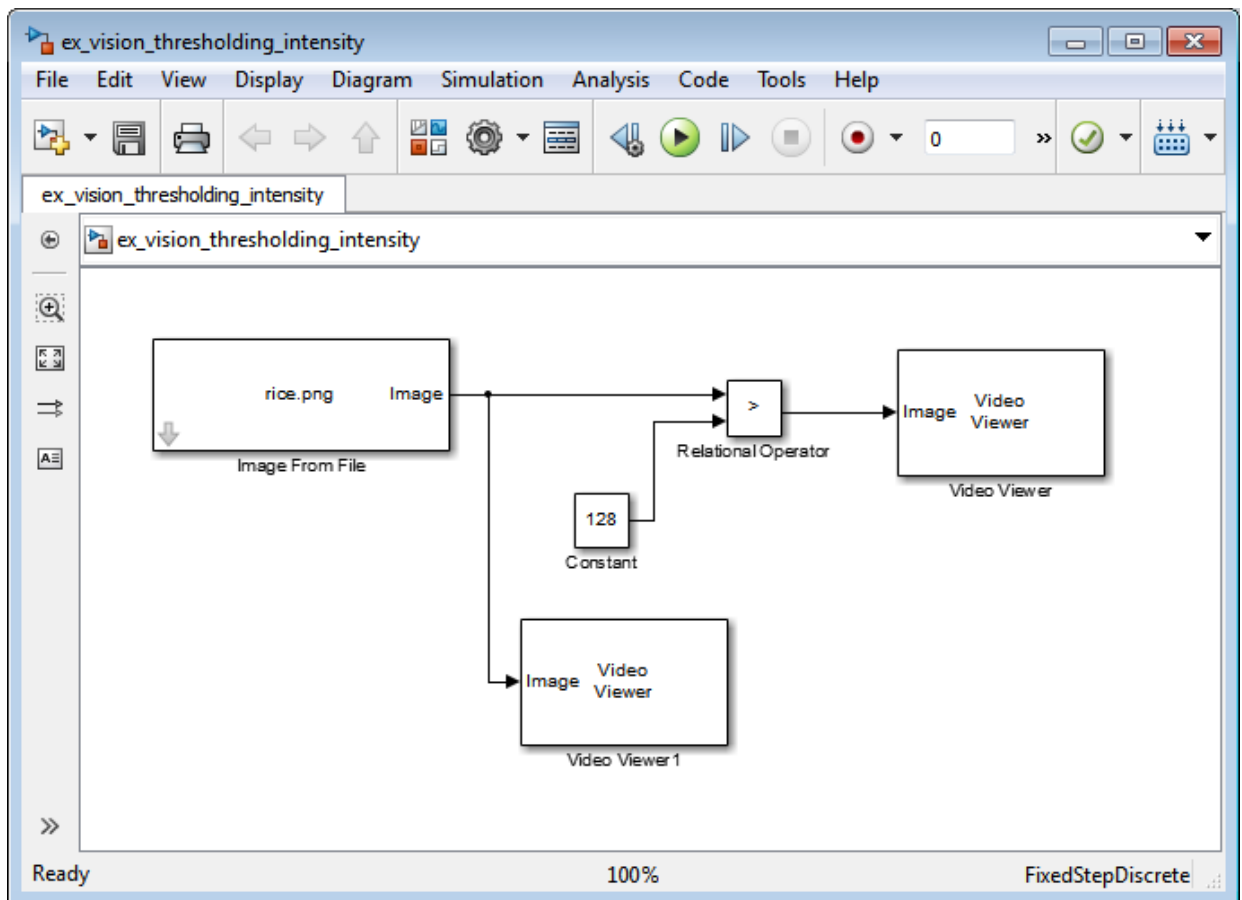 ex_vision_thresholding_intensity
File Edit View Display Diagram Simulation Analysis Code Tools Help
0 »
ex_vision_thresholding_intensity
ex_vision_thresholding_intensity
rice.png Image
Image From File
>
Relational Operator
Image Video
Viewer
Video Viewer
128
Constant
Image Video
Viewer
Video Viewer1
A
»
Ready 100% FixedStepDiscrete